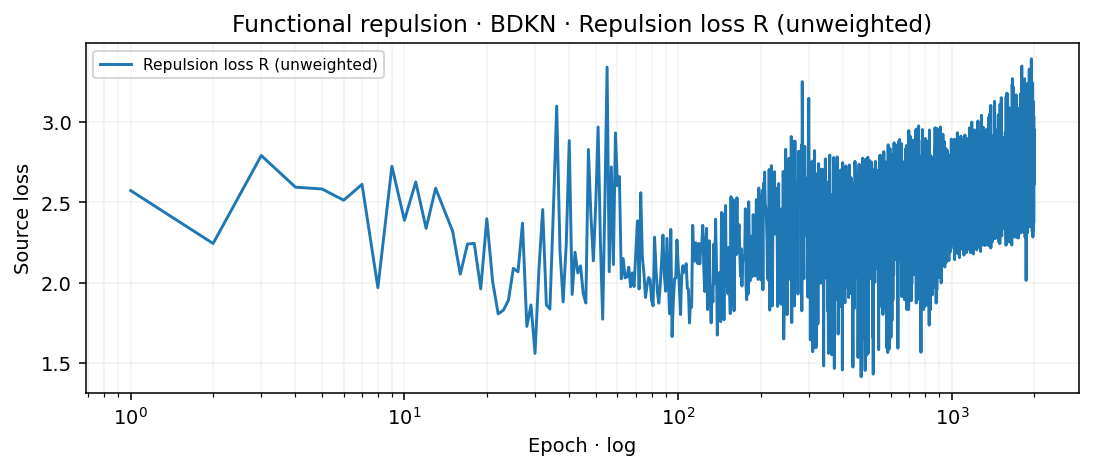 Functional repulsion · BDKN · Repulsion loss R (unweighted)
Repulsion loss R (unweighted)
3.0
2.5
2.0
1.5
Source loss
10⁰ 10¹ 10² 10³
Epoch · log